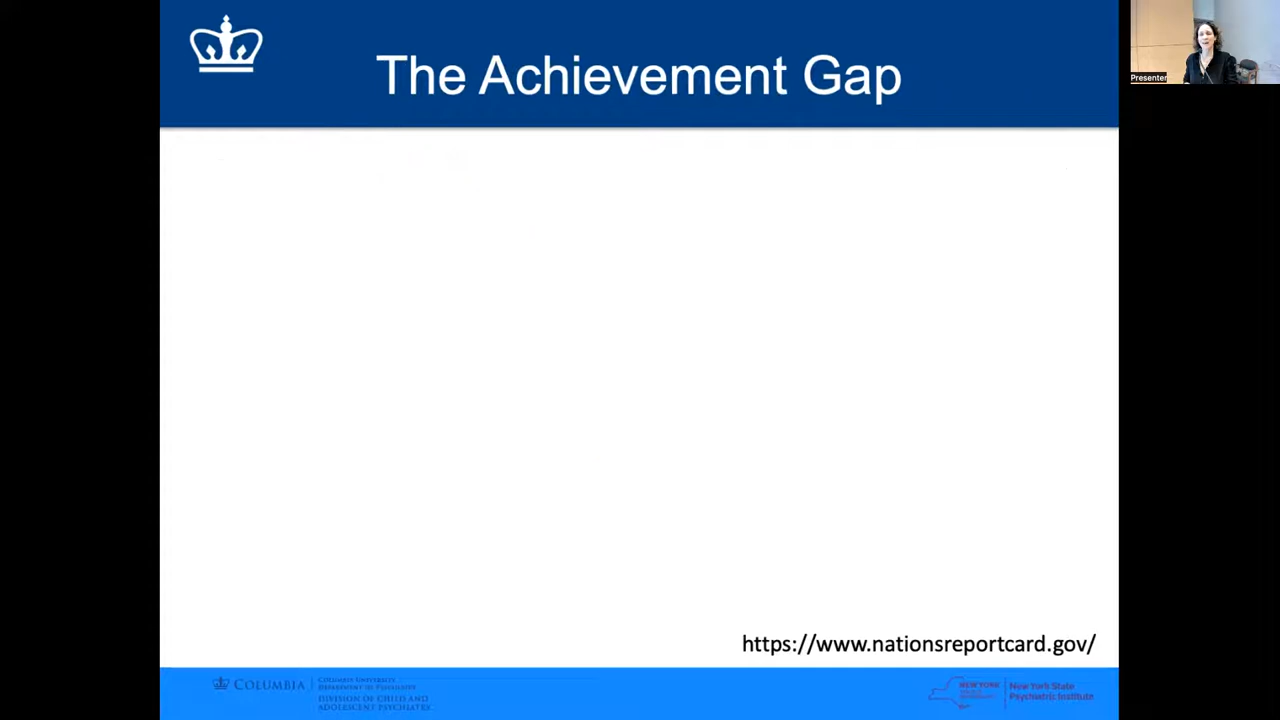 The Achievement Gap
Presenter
https://www.nationsreportcard.gov/
COLUMBIA
COLUMBIA UNIVERSITY
DEPARTMENT OF PSYCHIATRY
DIVISION OF CHILD AND
ADOLESCENT PSYCHIATRY
NEW YORK
New York State
Psychiatric Institute